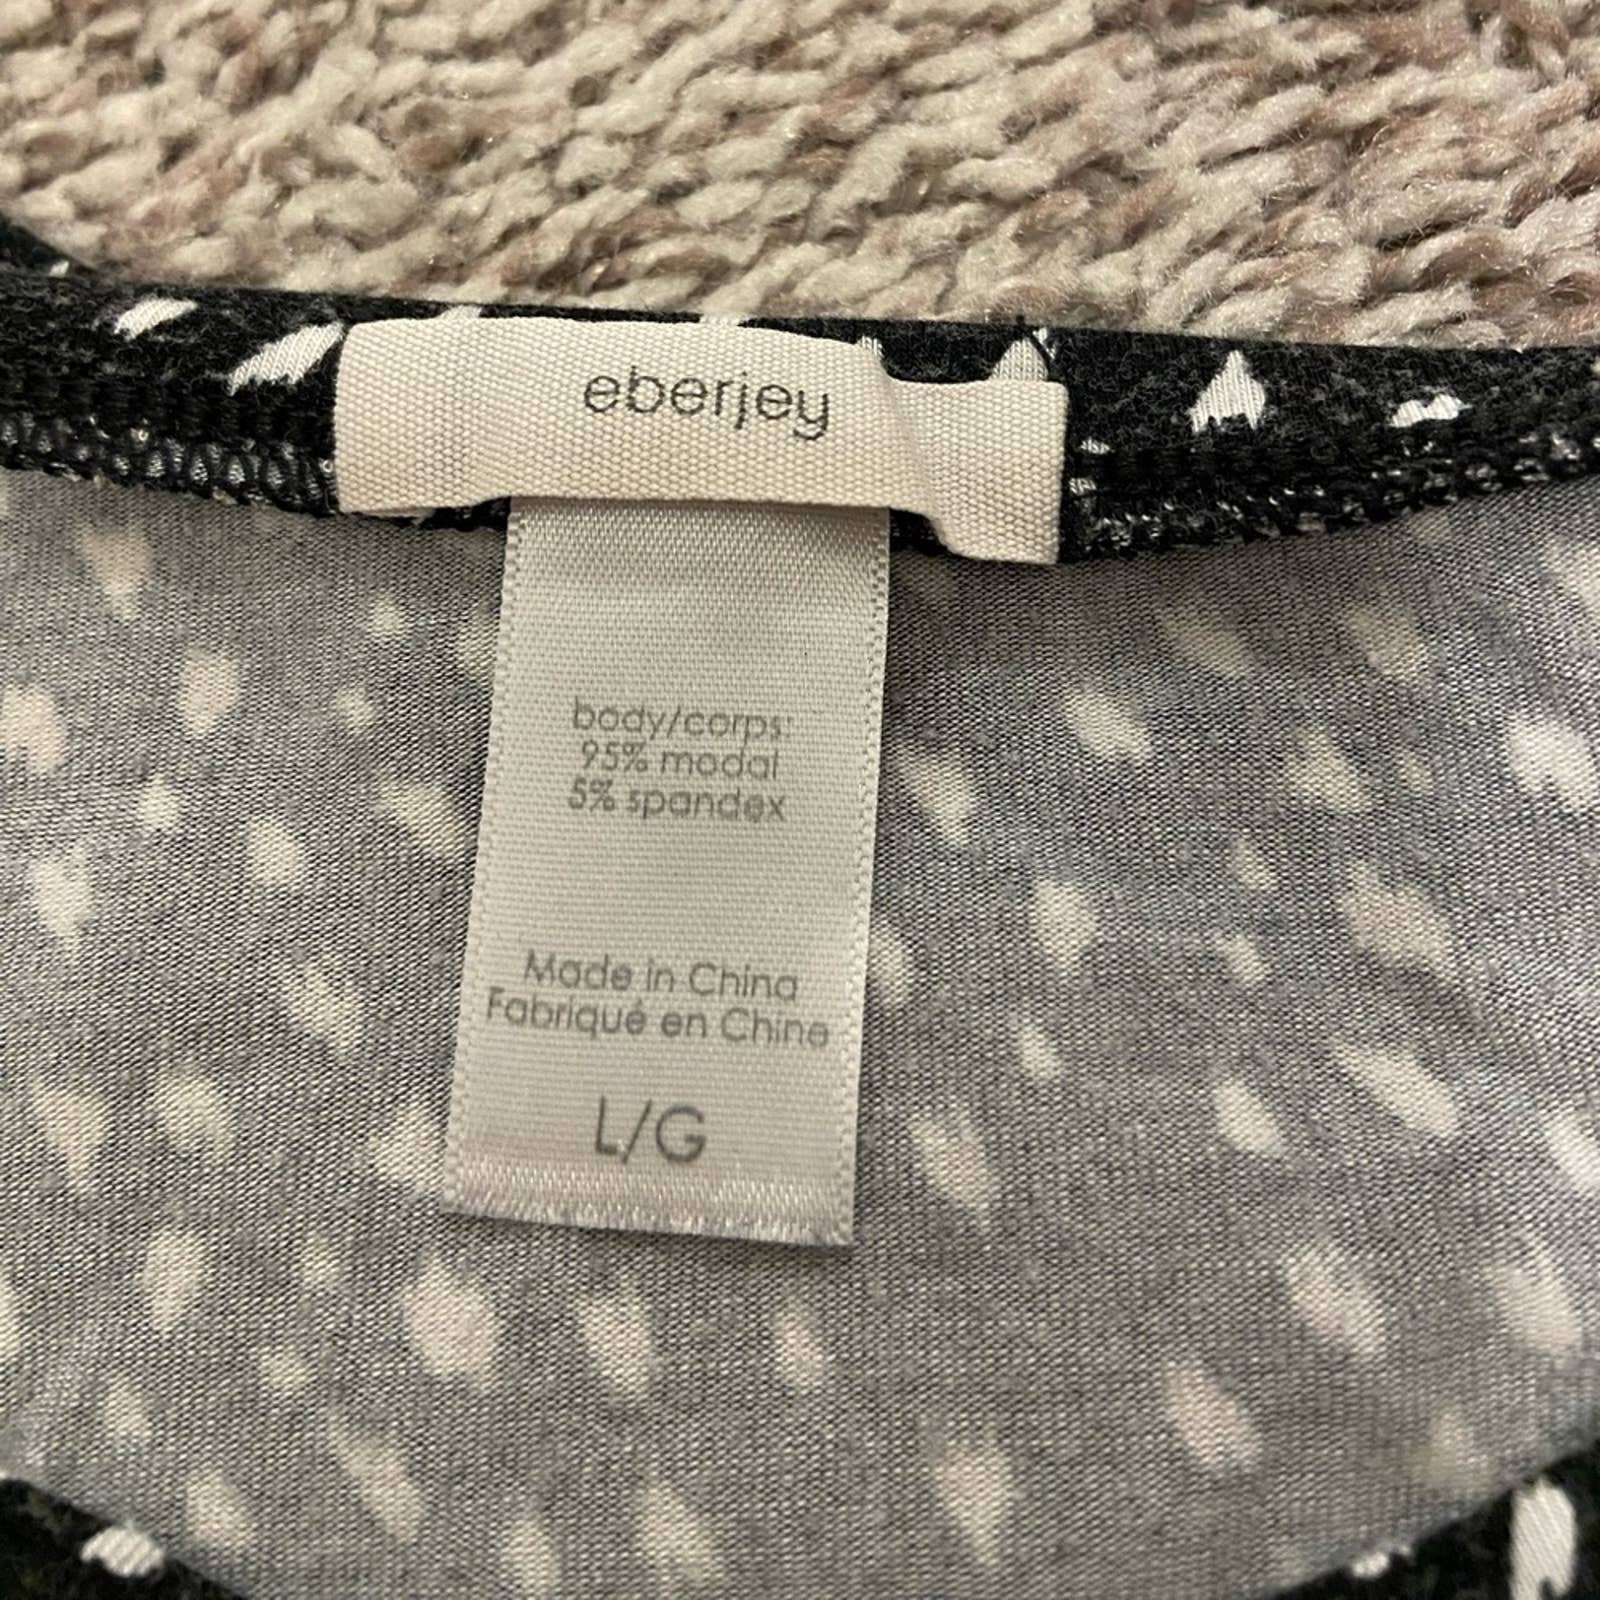 eberjey
body/corps:
95% modal
5% spandex
Made in China
Fabriqué en Chine
L/G